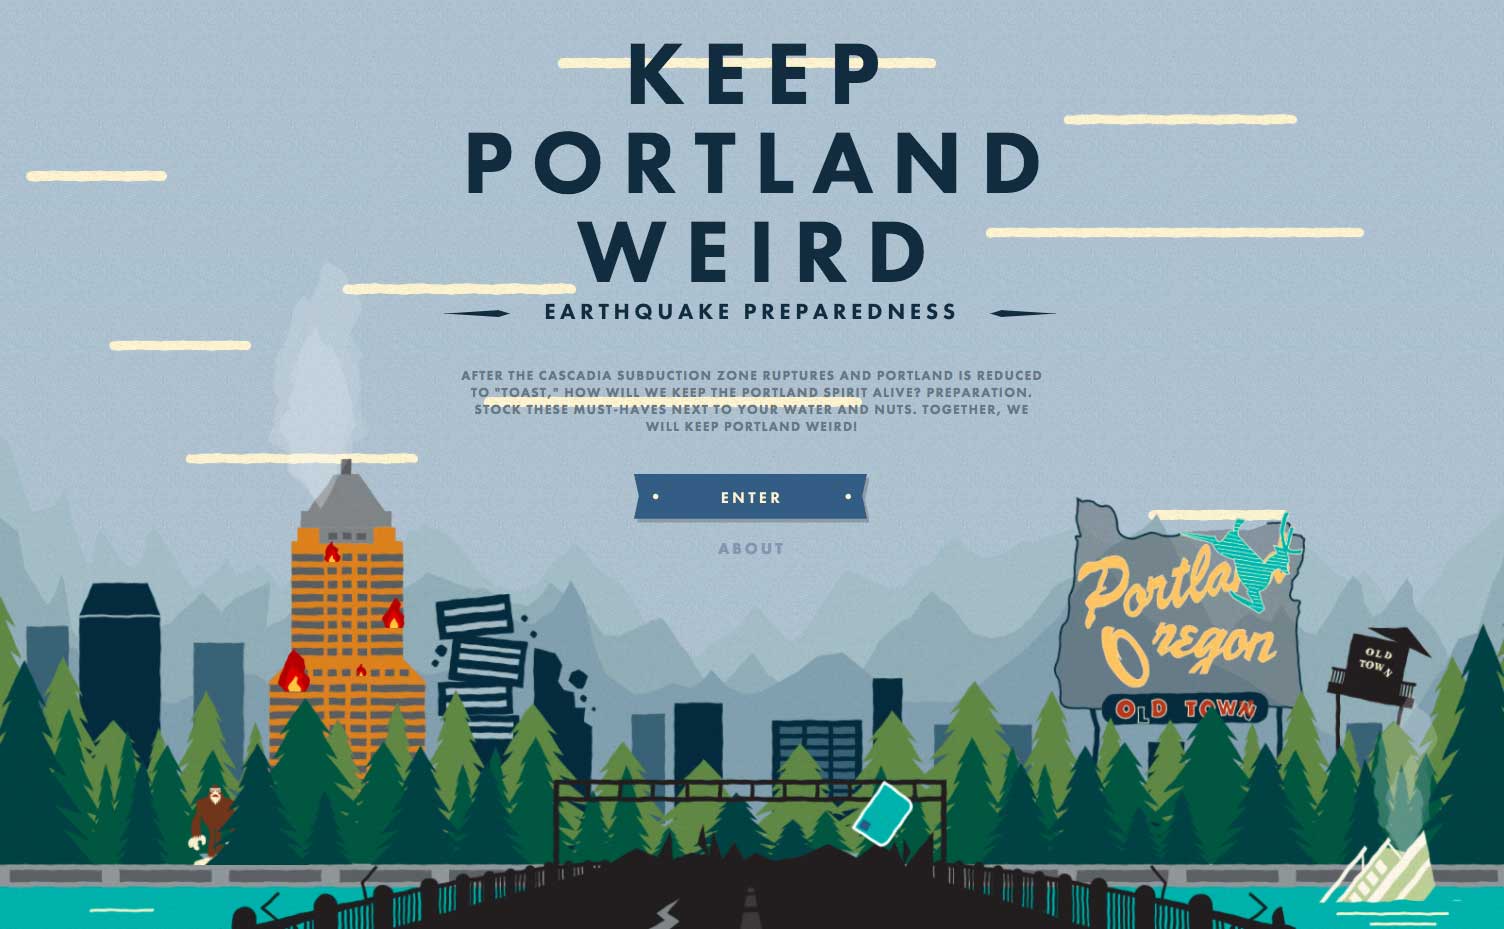 KEEP
PORTLAND
WEIRD
EARTHQUAKE PREPAREDNESS
AFTER THE CASCADIA SUBDUCTION ZONE RUPTURES AND PORTLAND IS REDUCED
TO "TOAST," HOW WILL WE KEEP THE PORTLAND SPIRIT ALIVE? PREPARATION.
STOCK THESE MUST-HAVES NEXT TO YOUR WATER AND NUTS. TOGETHER, WE
WILL KEEP PORTLAND WEIRD!
ENTER
ABOUT
Portla
Oregon
OLD TOWN
OLD
TOWN